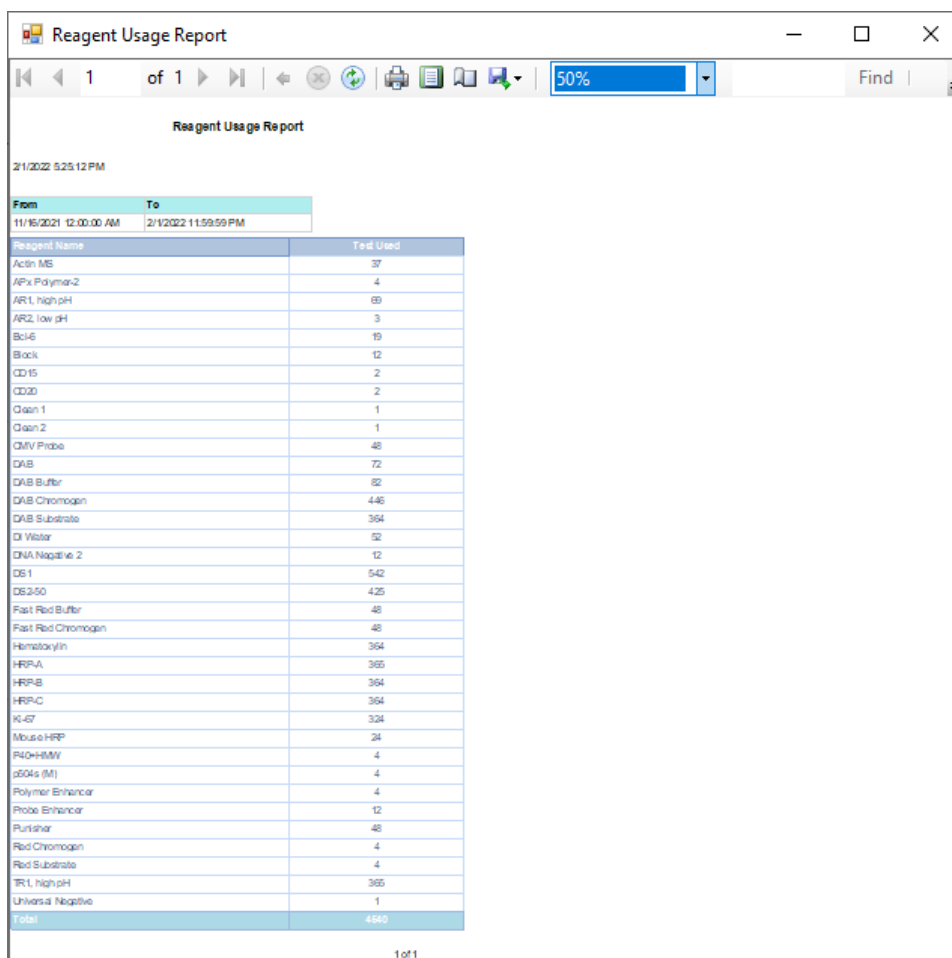 Reagent Usage Report
1 of 1 50% Find
Reagent Usage Report
2/1/2022 5:25:12 PM
From To
11/16/2021 12:00:00 AM 2/1/2022 11:59:59 PM
Reagent Name Test Used
Actin MS 37
APx Polymer-2 4
AR1, high pH 69
AR2, low pH 3
Bcl-6 19
Block 12
CD15 2
CD20 2
Clean 1 1
Clean 2 1
CMV Probe 48
DAB 72
DAB Buffer 82
DAB Chromogen 446
DAB Substrate 364
DI Water 52
DNA Negative 2 12
DS1 542
DS2-50 425
Fast Red Buffer 48
Fast Red Chromogen 48
Hematoxylin 364
HRP-A 365
HRP-B 364
HRP-C 364
Ki-67 324
Mouse HRP 24
P40+HMW 4
p504s (M) 4
Polymer Enhancer 4
Probe Enhancer 12
Punisher 48
Red Chromogen 4
Red Substrate 4
TR1, high pH 365
Universal Negative 1
Total 4640
1 of 1